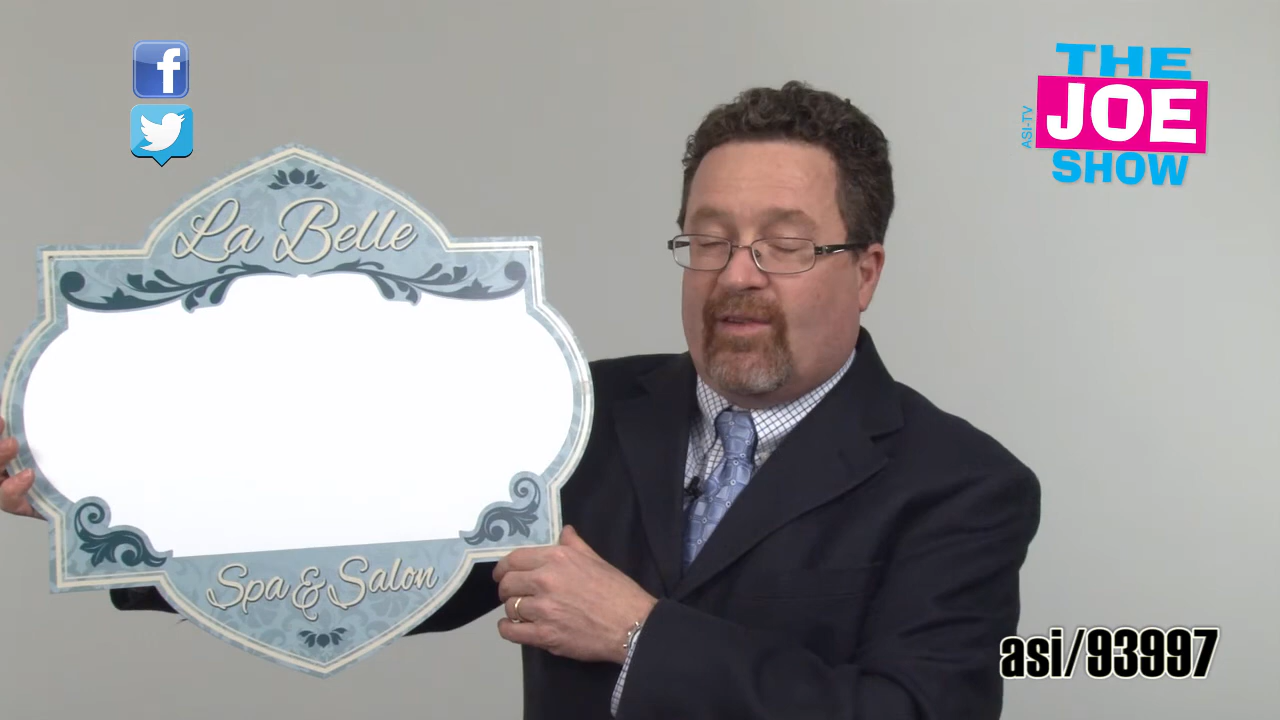 THE
JOE
SHOW
ASI-TV
La Belle
Spa & Salon
asi/93997